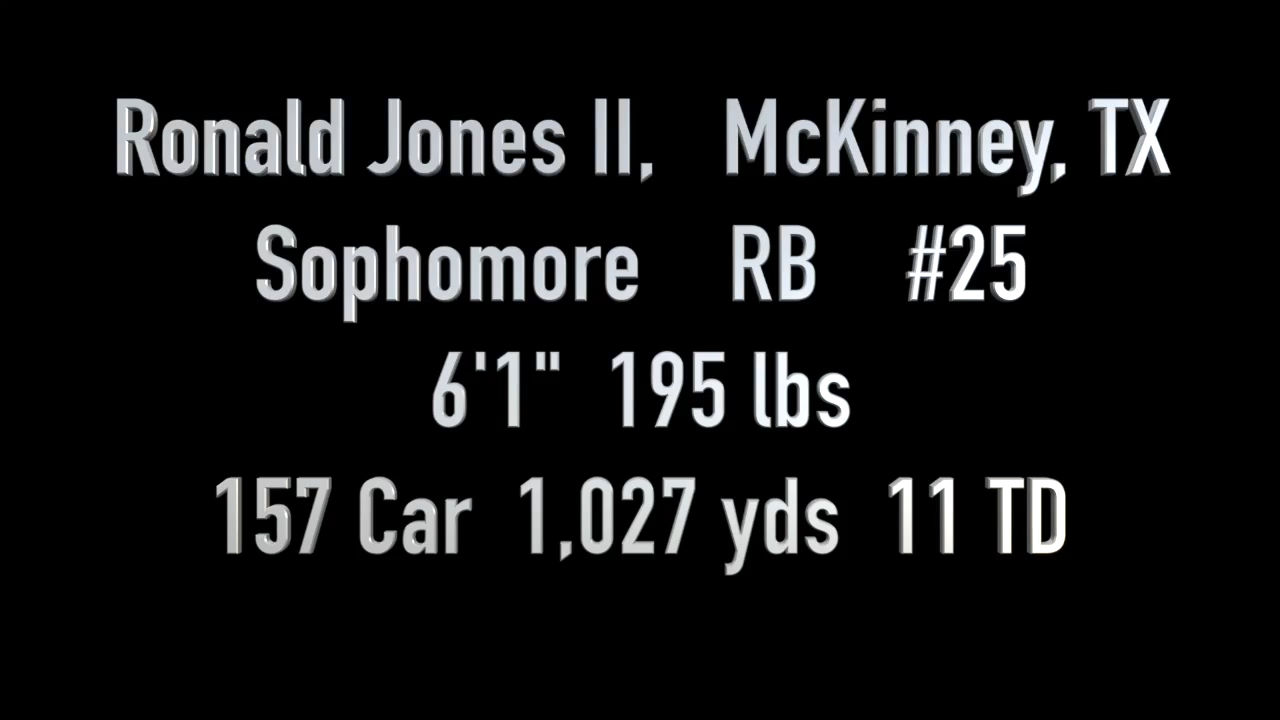 Ronald Jones II, McKinney, TX
Sophomore RB #25
6'1" 195 lbs
157 Car 1,027 yds 11 TD